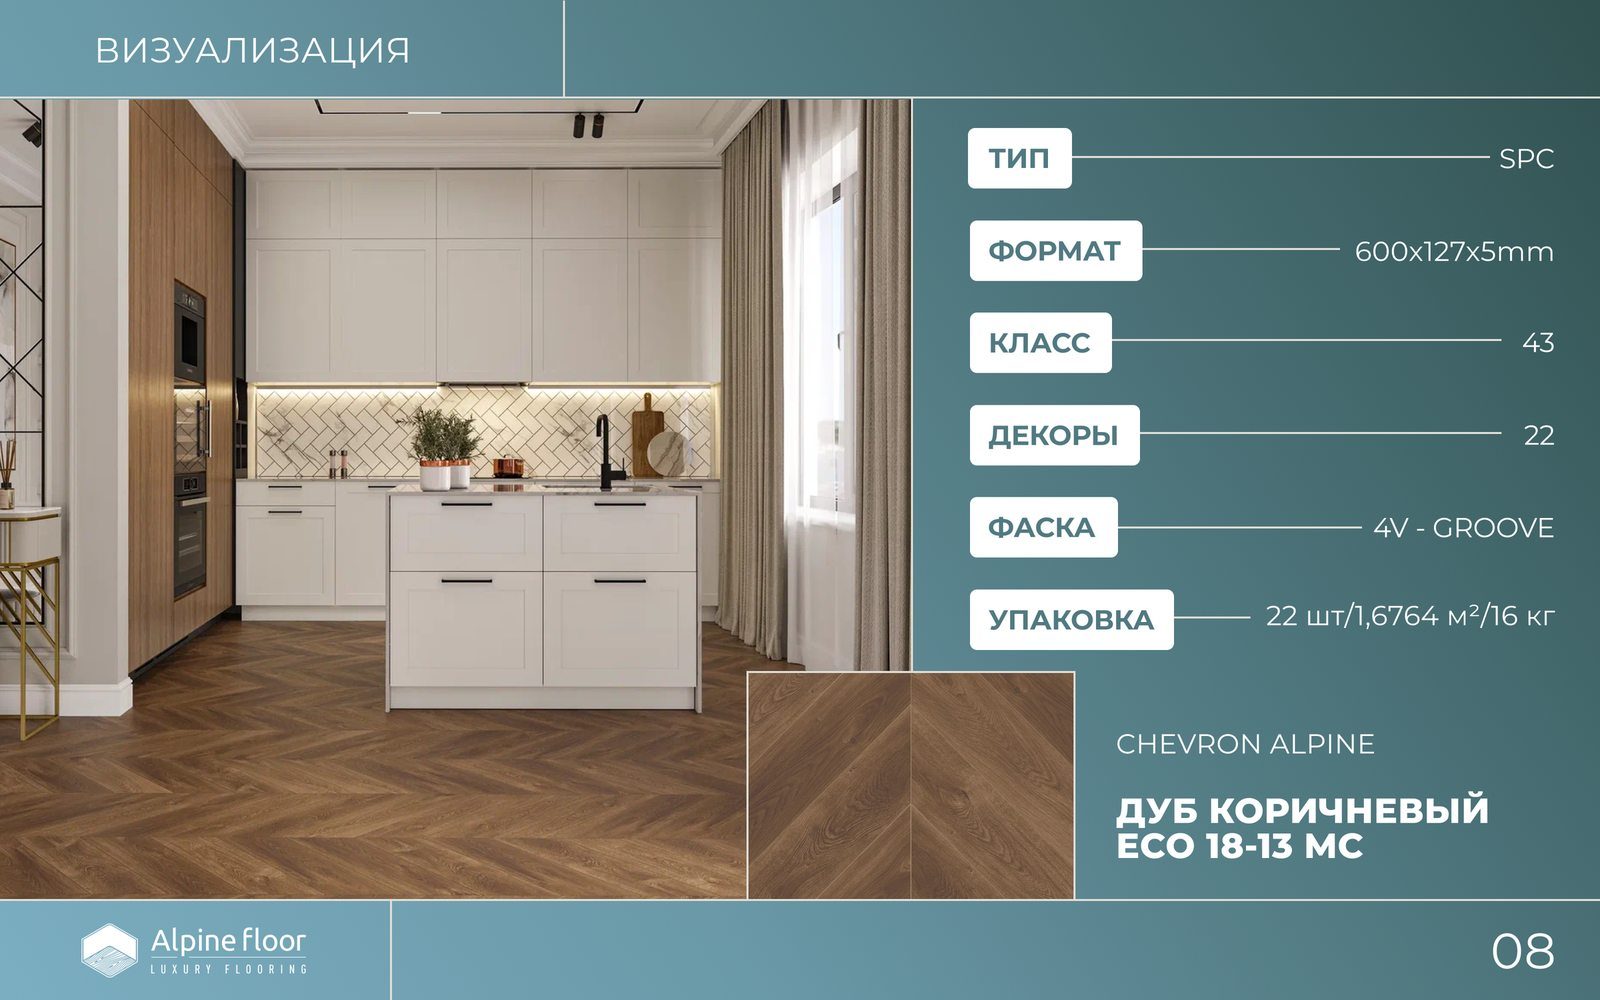 ВИЗУАЛИЗАЦИЯ
ТИП SPC
ФОРМАТ 600x127x5mm
КЛАСС 43
ДЕКОРЫ 22
ФАСКА 4V - GROOVE
УПАКОВКА 22 шт/1,6764 м²/16 кг
CHEVRON ALPINE
ДУБ КОРИЧНЕВЫЙ
ECO 18-13 MC
Alpine floor
LUXURY FLOORING
08